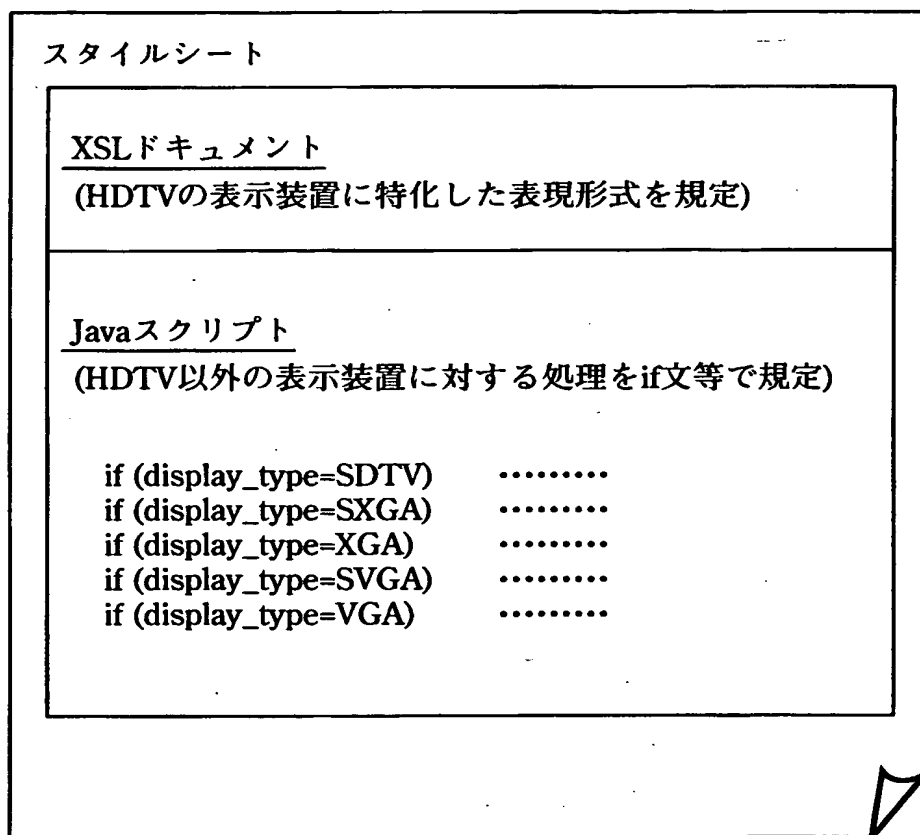 スタイルシート
XSLドキュメント
(HDTVの表示装置に特化した表現形式を規定)
Javaスクリプト
(HDTV以外の表示装置に対する処理をif文等で規定)
if (display_type=SDTV) ………
if (display_type=SXGA) ………
if (display_type=XGA) ………
if (display_type=SVGA) ………
if (display_type=VGA) ………